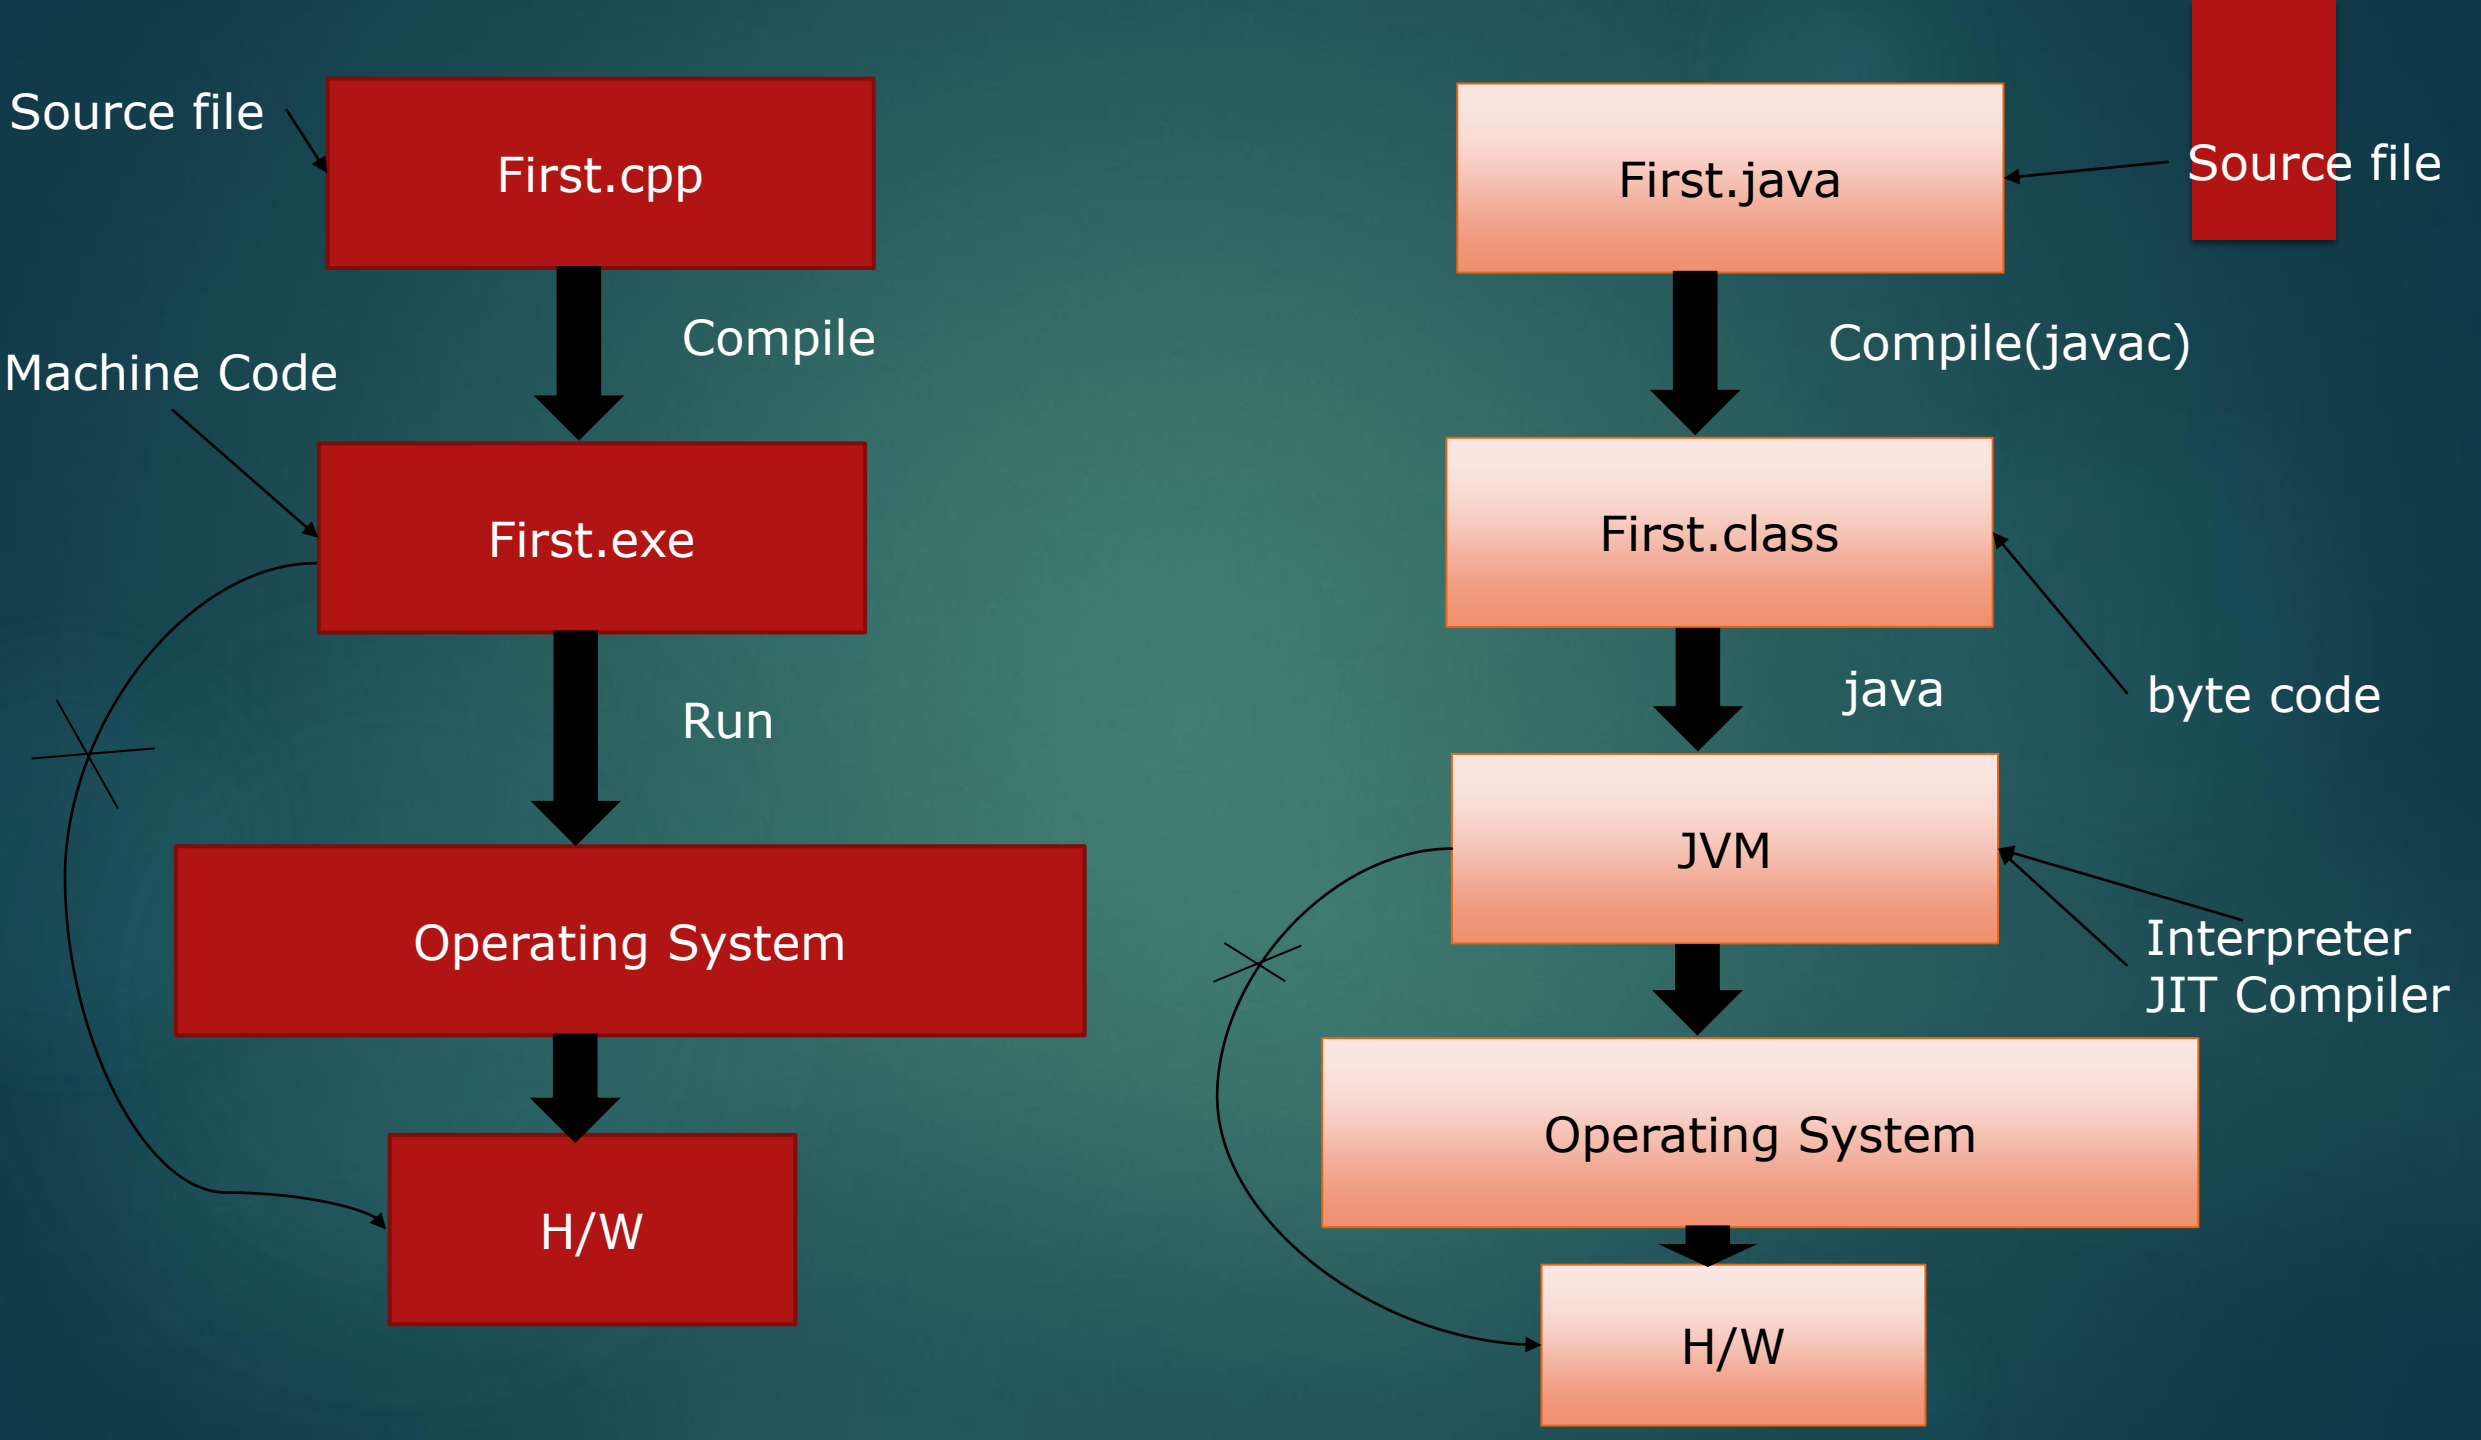 Source file
First.cpp
Compile
Machine Code
First.exe
Run
Operating System
H/W
First.java
Source file
Compile(javac)
First.class
java
byte code
JVM
Interpreter
JIT Compiler
Operating System
H/W